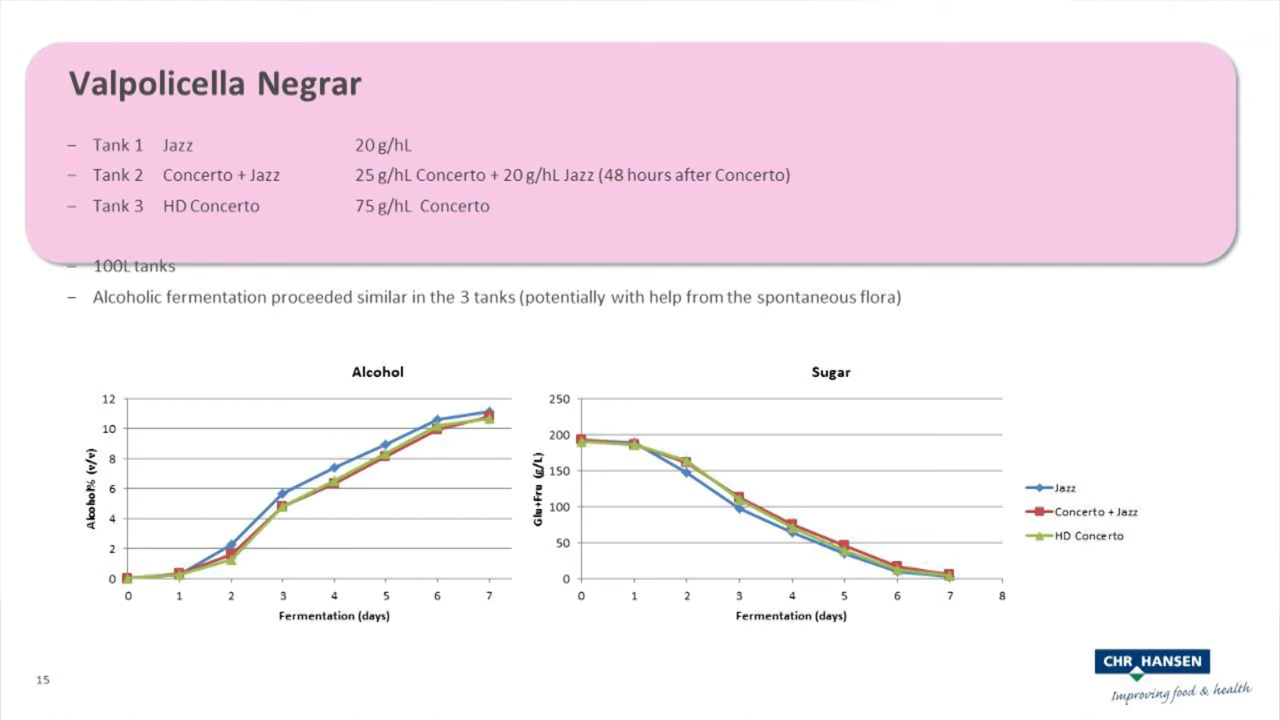 Valpolicella Negrar
– Tank 1 Jazz 20 g/hL
– Tank 2 Concerto + Jazz 25 g/hL Concerto + 20 g/hL Jazz (48 hours after Concerto)
– Tank 3 HD Concerto 75 g/hL Concerto
– 100L tanks
– Alcoholic fermentation proceeded similar in the 3 tanks (potentially with help from the spontaneous flora)
Alcohol
12
10
8
6
4
2
0
Alcohol% (v/v)
0 1 2 3 4 5 6 7
Fermentation (days)
Sugar
250
200
150
100
50
0
Glu+Fru (g/L)
0 1 2 3 4 5 6 7 8
Fermentation (days)
Jazz
Concerto + Jazz
HD Concerto
15
CHR HANSEN
Improving food & health